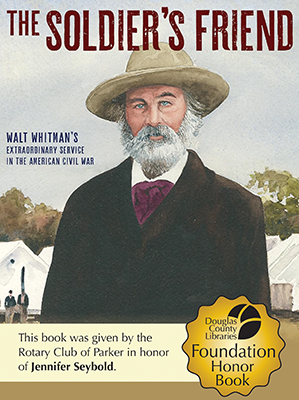 THE SOLDIER'S FRIEND
WALT WHITMAN'S
EXTRAORDINARY SERVICE
IN THE AMERICAN CIVIL WAR
This book was given by the
Rotary Club of Parker in honor
of Jennifer Seybold.
Douglas
County
Libraries
Foundation
Honor
Book